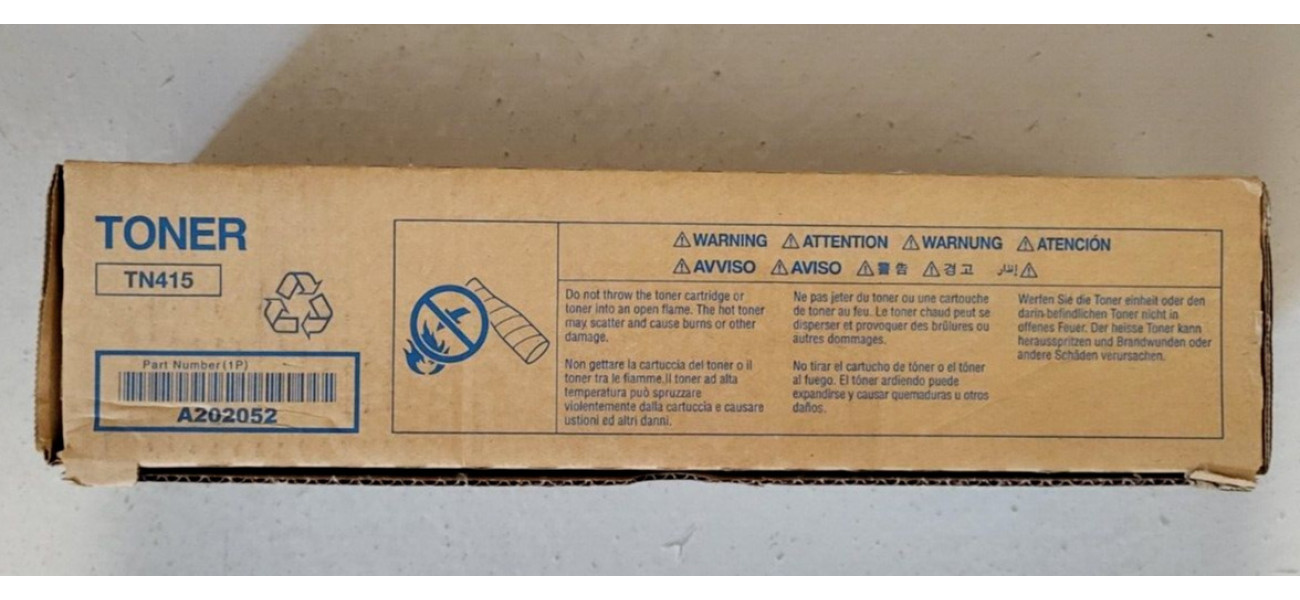 TONER
TN415
Part Number(1P)
A202052
⚠WARNING ⚠ATTENTION ⚠WARNUNG ⚠ATENCIÓN
⚠AVVISO ⚠AVISO ⚠警告 ⚠경고 إنذار⚠
Do not throw the toner cartridge or
toner into an open flame. The hot toner
may scatter and cause burns or other
damage.
Non gettare la cartuccia del toner o il
toner tra le fiamme.Il toner ad alta
temperatura può spruzzare
violentemente dalla cartuccia e causare
ustioni ed altri danni.
Ne pas jeter du toner ou une cartouche
de toner au feu. Le toner chaud peut se
disperser et provoquer des brûlures ou
autres dommages.
No tirar el cartucho de tóner o el tóner
al fuego. El tóner ardiendo puede
expandirse y causar quemaduras u otros
daños.
Werfen Sie die Toner einheit oder den
darin befindlichen Toner nicht in
offenes Feuer. Der heisse Toner kann
herausspritzen und Brandwunden oder
andere Schäden verursachen.